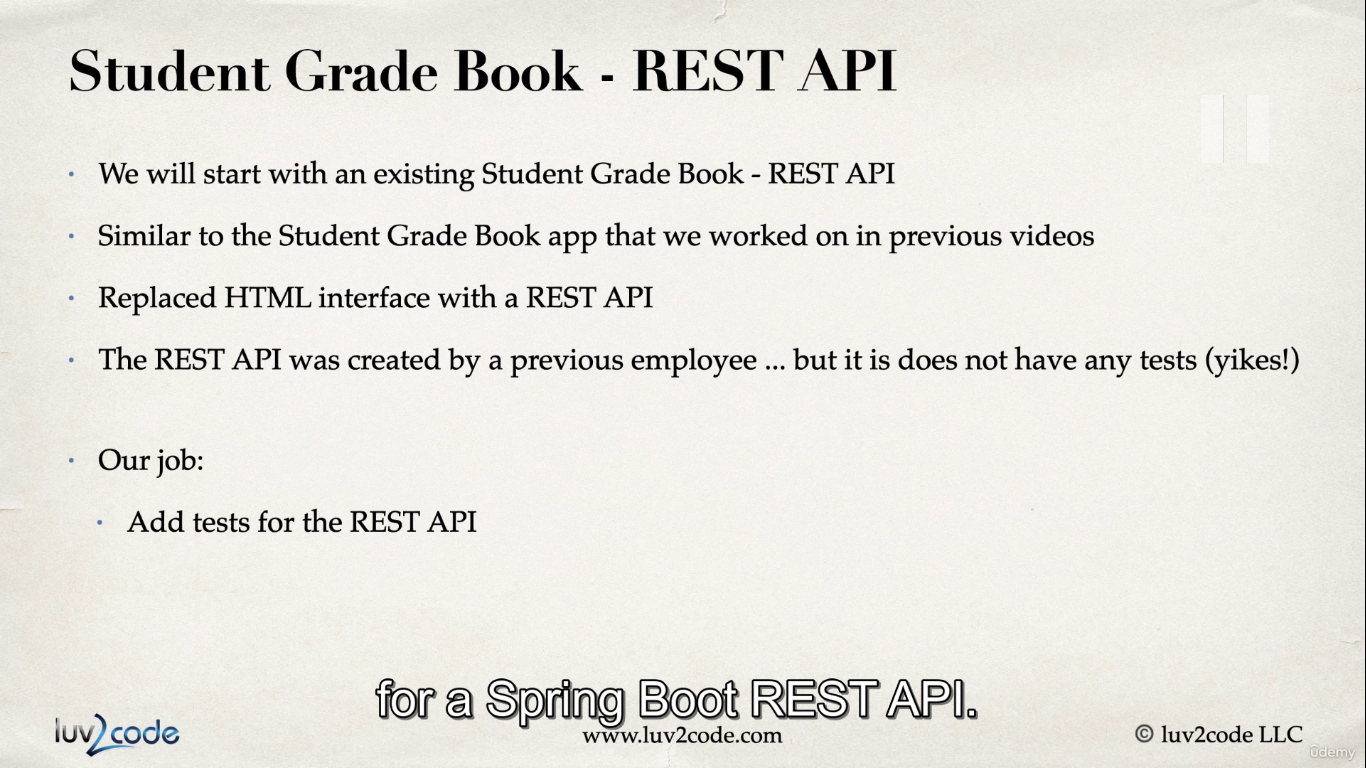 Student Grade Book - REST API
• We will start with an existing Student Grade Book - REST API
• Similar to the Student Grade Book app that we worked on in previous videos
• Replaced HTML interface with a REST API
• The REST API was created by a previous employee ... but it is does not have any tests (yikes!)
• Our job:
• Add tests for the REST API
for a Spring Boot REST API.
luv2code
www.luv2code.com
© luv2code LLC
ûdemy